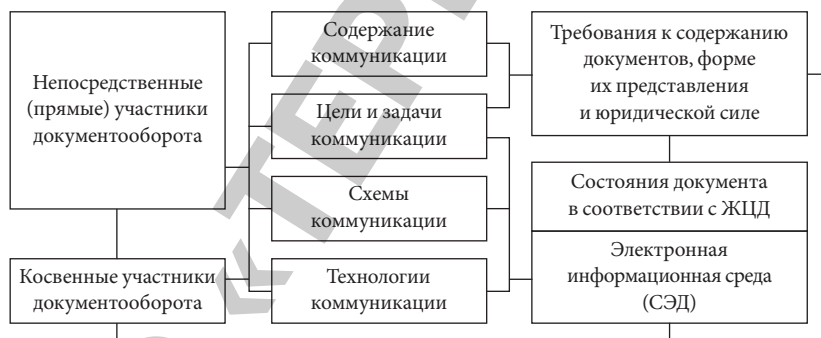 Непосредственные
(прямые) участники
документооборота
Косвенные участники
документооборота
Содержание
коммуникации
Цели и задачи
коммуникации
Схемы
коммуникации
Технологии
коммуникации
Требования к содержанию
документов, форме
их представления
и юридической силе
Состояния документа
в соответствии с ЖЦД
Электронная
информационная среда
(СЭД)